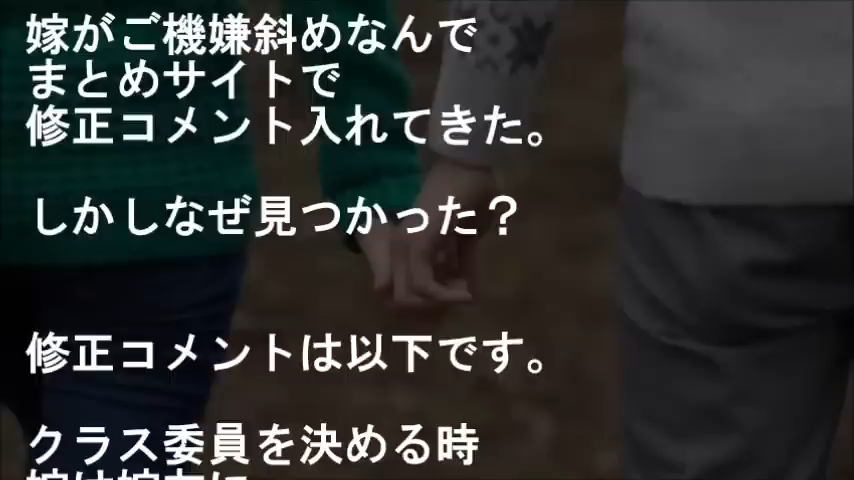 嫁がご機嫌斜めなんで
まとめサイトで
修正コメント入れてきた。
しかしなぜ見つかった？
修正コメントは以下です。
クラス委員を決める時